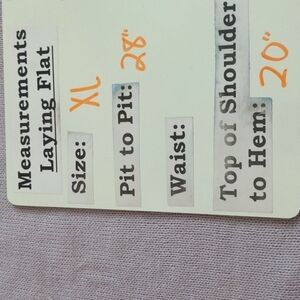 Measurements
Laying Flat
Size: XL
Pit to Pit: 28"
Waist:
Top of Shoulder
to Hem: 20"